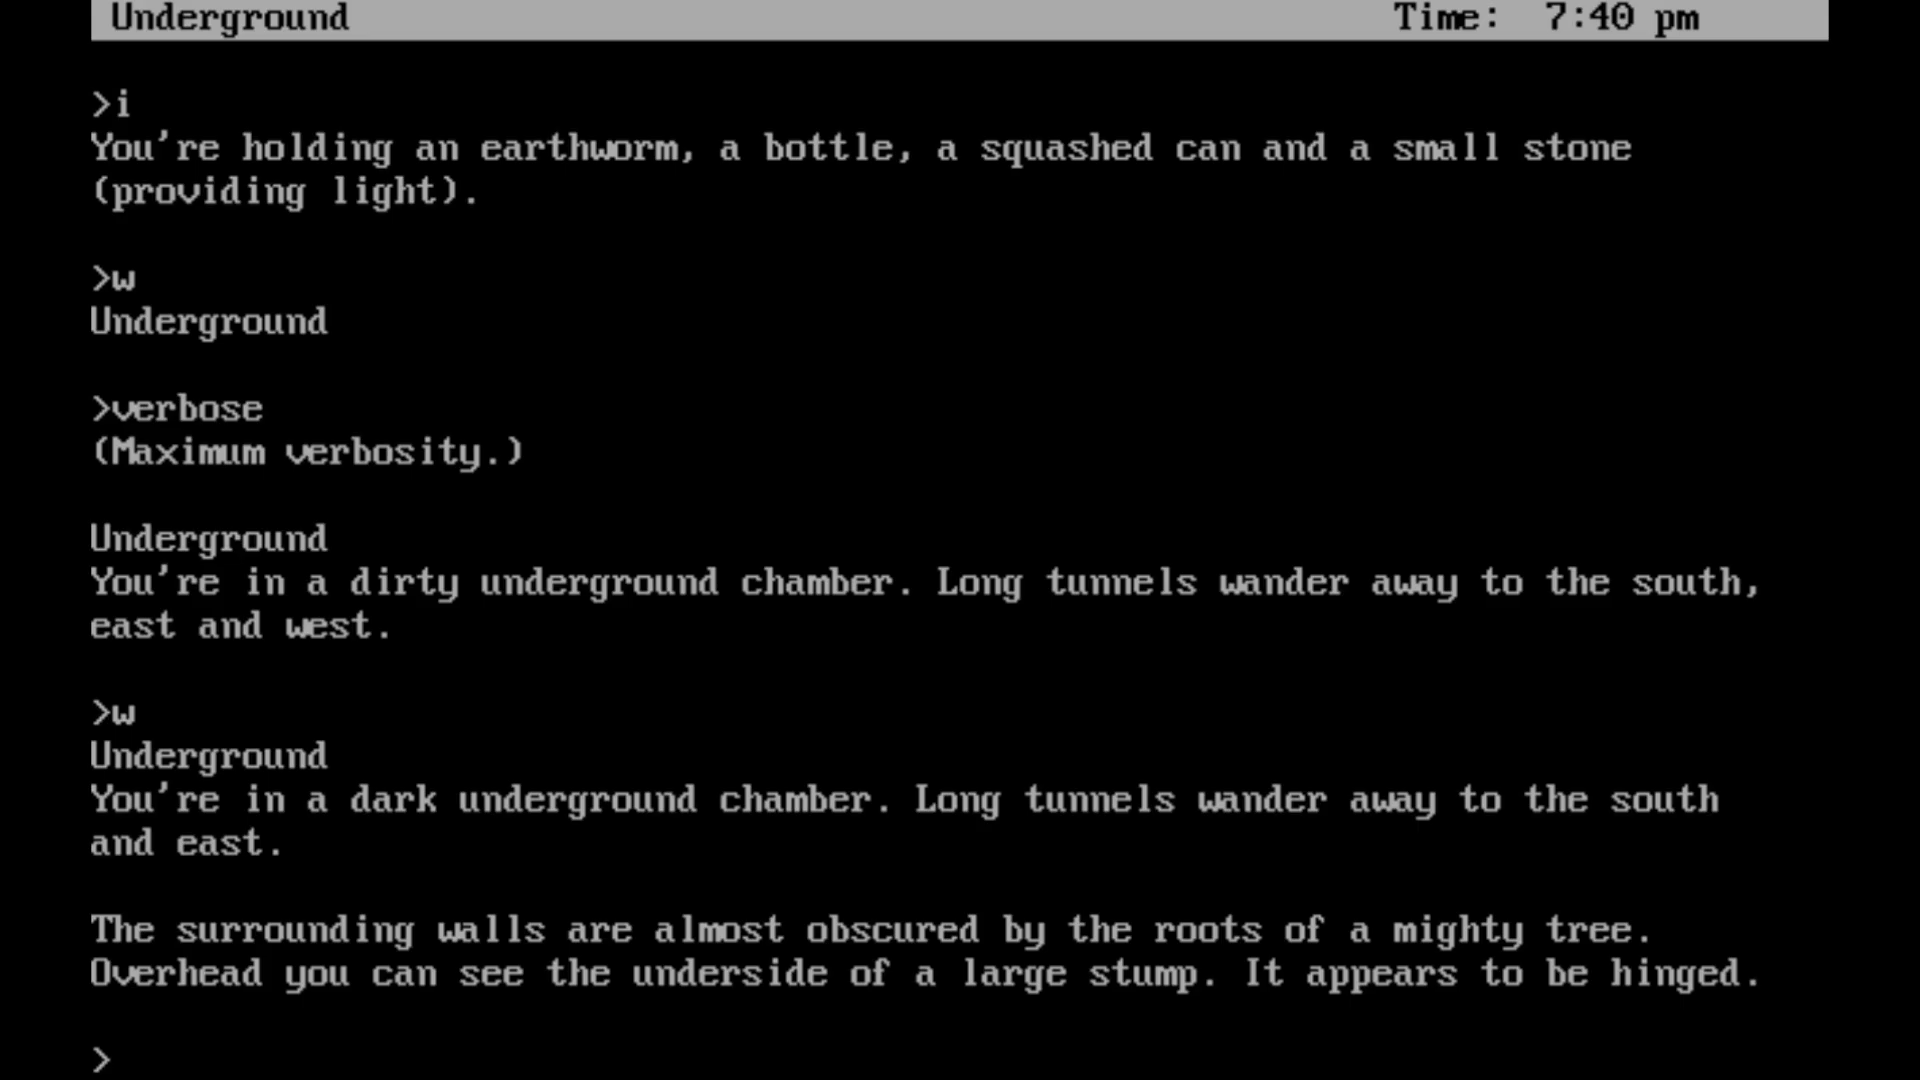 Underground Time: 7:40 pm
>i
You're holding an earthworm, a bottle, a squashed can and a small stone
(providing light).
>w
Underground
>verbose
(Maximum verbosity.)
Underground
You're in a dirty underground chamber. Long tunnels wander away to the south,
east and west.
>w
Underground
You're in a dark underground chamber. Long tunnels wander away to the south
and east.
The surrounding walls are almost obscured by the roots of a mighty tree.
Overhead you can see the underside of a large stump. It appears to be hinged.
>